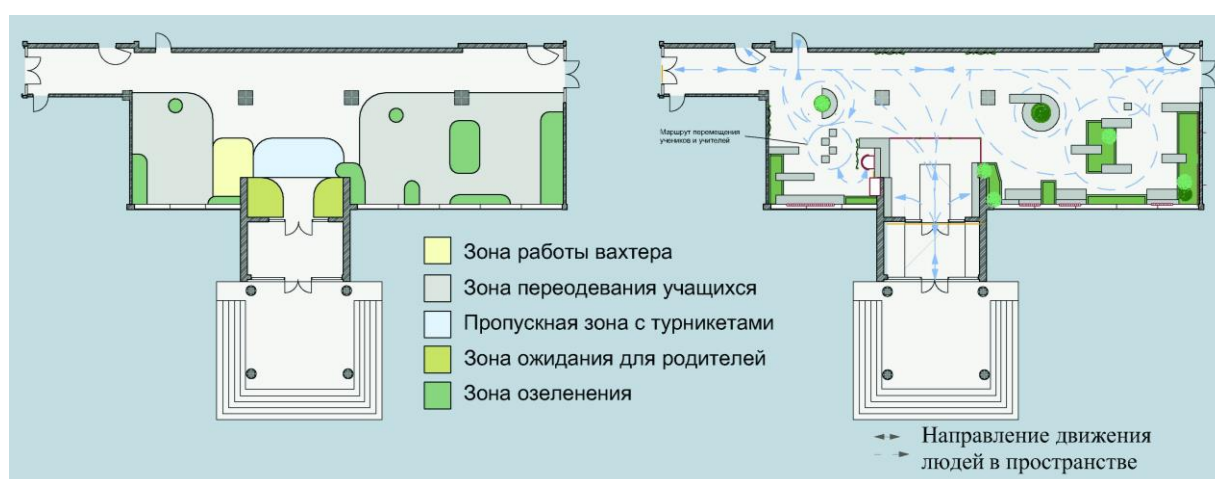 Маршрут перемещения
учеников и учителей
Зона работы вахтера
Зона переодевания учащихся
Пропускная зона с турникетами
Зона ожидания для родителей
Зона озеленения
Направление движения
людей в пространстве